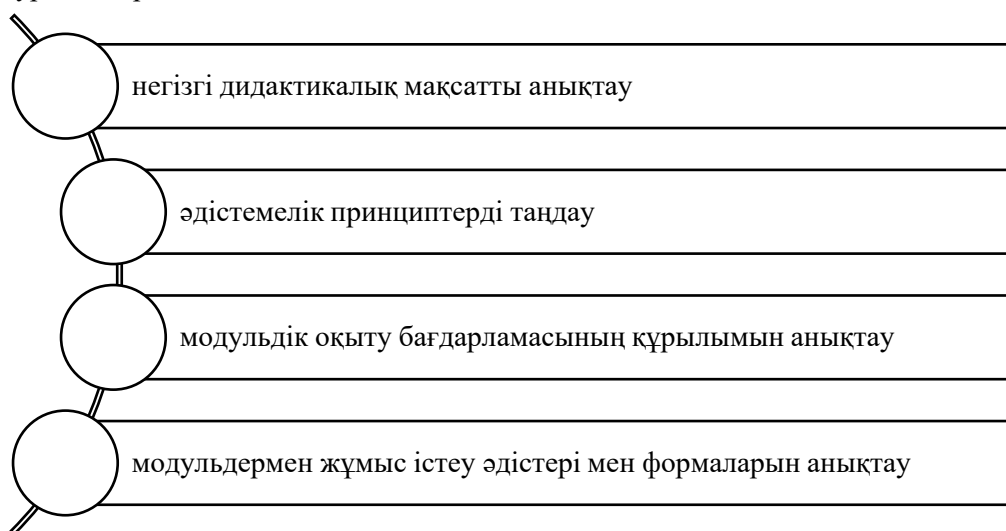 негізгі дидактикалық мақсатты анықтау
әдістемелік принциптерді таңдау
модульдік оқыту бағдарламасының құрылымын анықтау
модульдермен жұмыс істеу әдістері мен формаларын анықтау